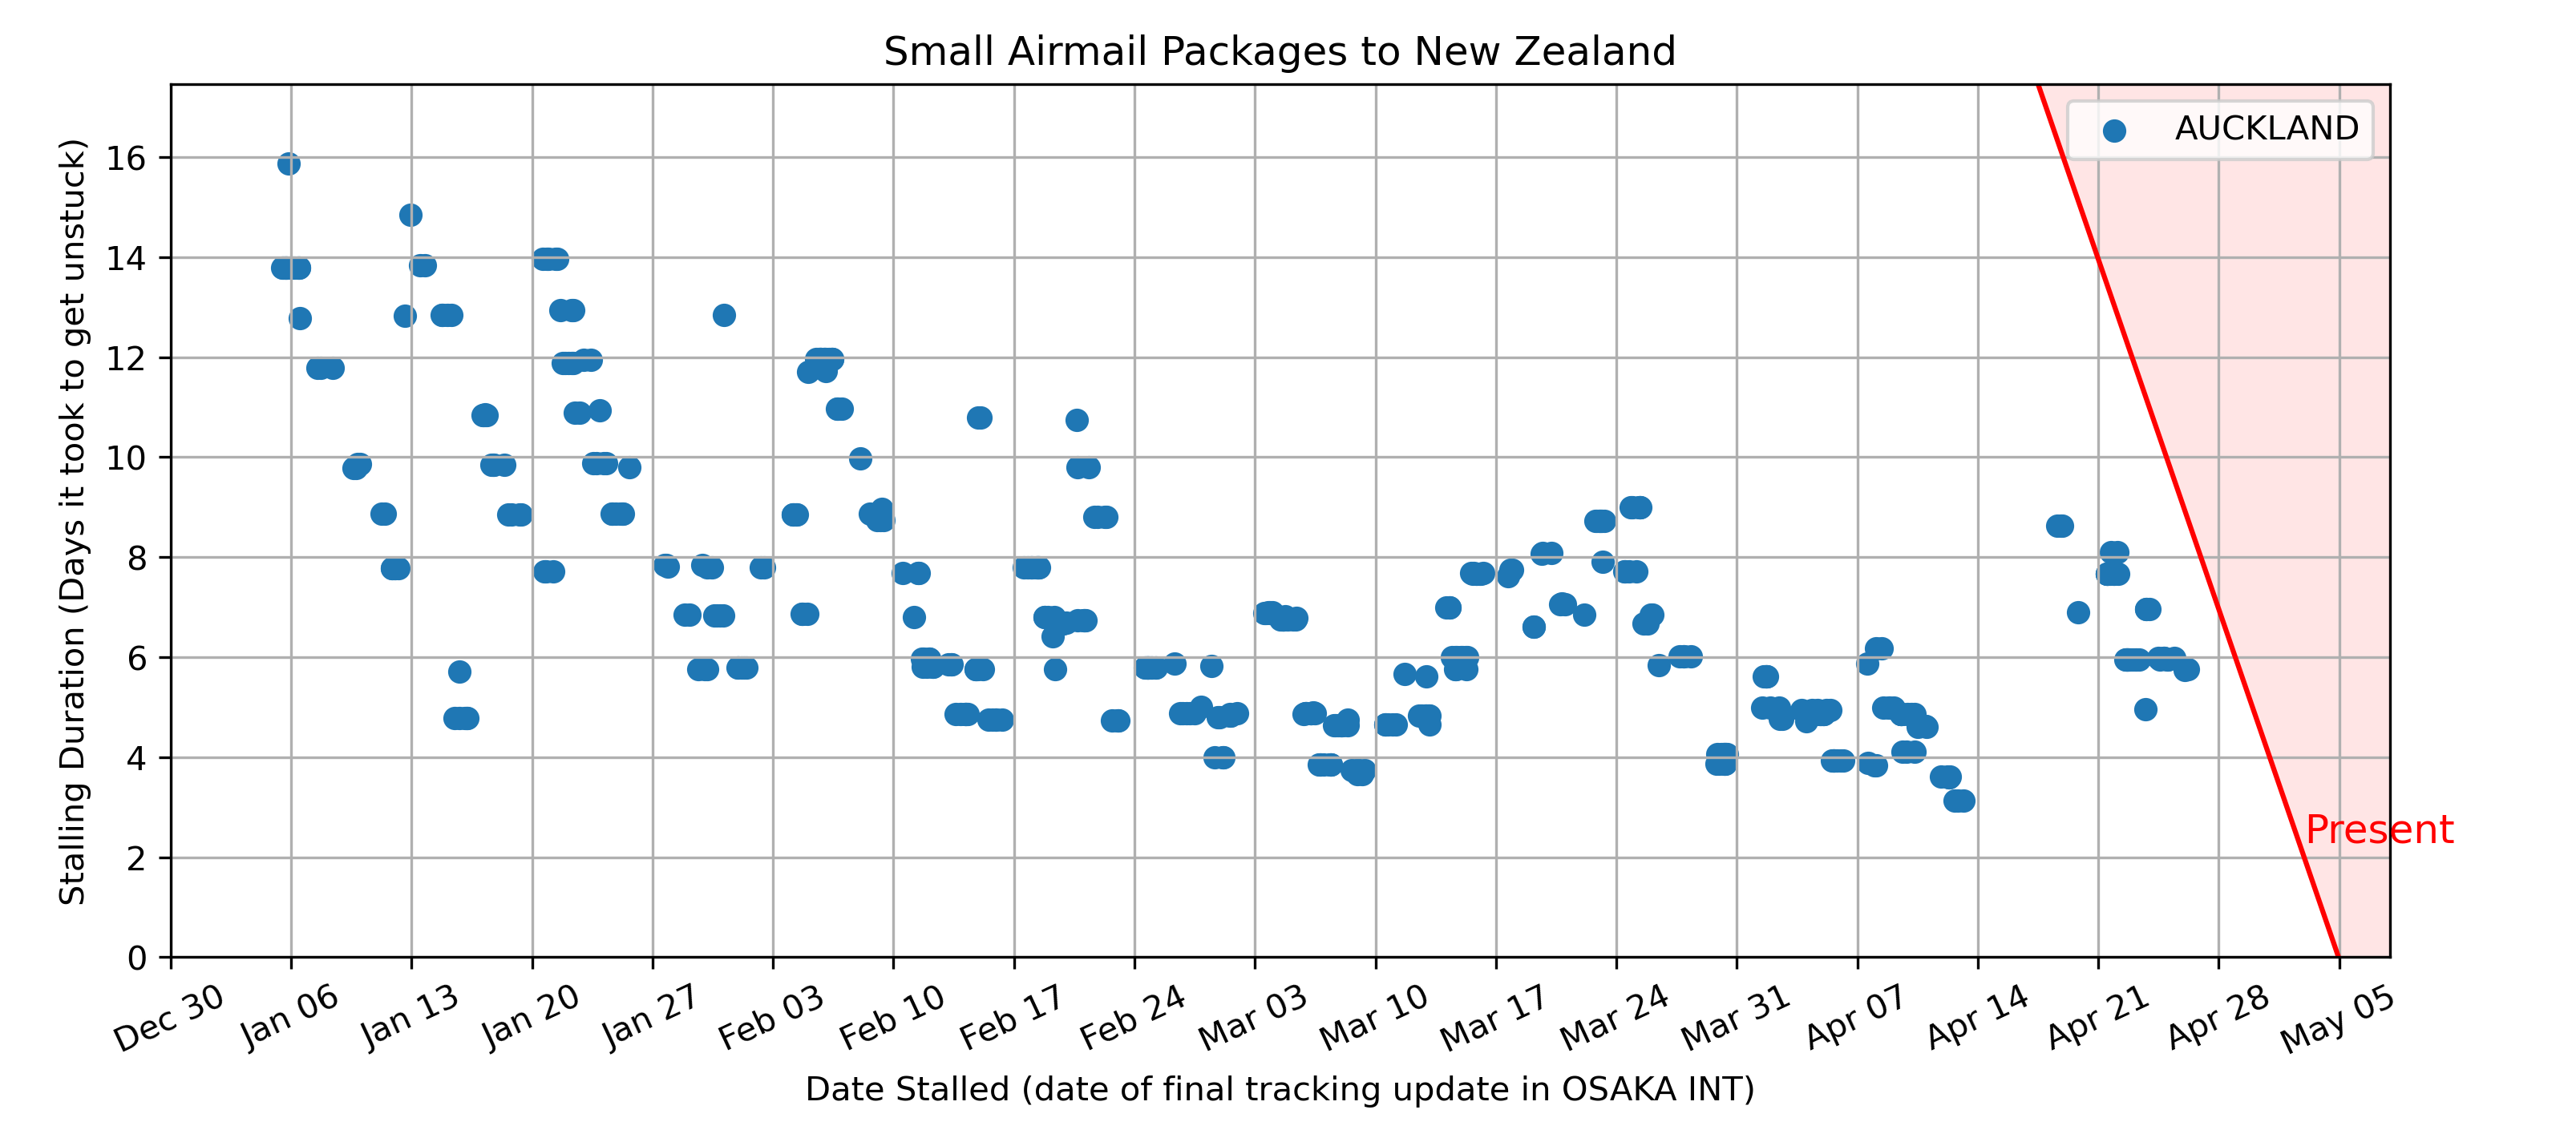 Small Airmail Packages to New Zealand
AUCKLAND
Stalling Duration (Days it took to get unstuck)
16
14
12
10
8
6
4
2
0
Present
Dec 30 Jan 06 Jan 13 Jan 20 Jan 27 Feb 03 Feb 10 Feb 17 Feb 24 Mar 03 Mar 10 Mar 17 Mar 24 Mar 31 Apr 07 Apr 14 Apr 21 Apr 28 May 05
Date Stalled (date of final tracking update in OSAKA INT)